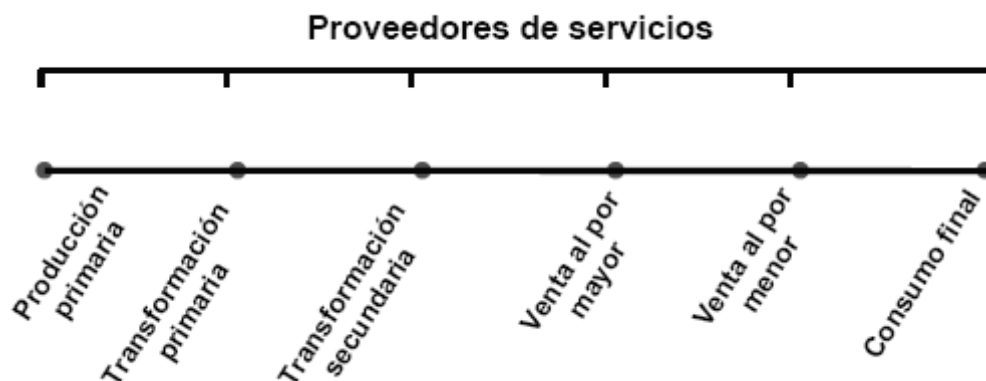 Proveedores de servicios
Producción
primaria
Transformación
primaria
Transformación
secundaria
Venta al por
mayor
Venta al por
menor
Consumo final